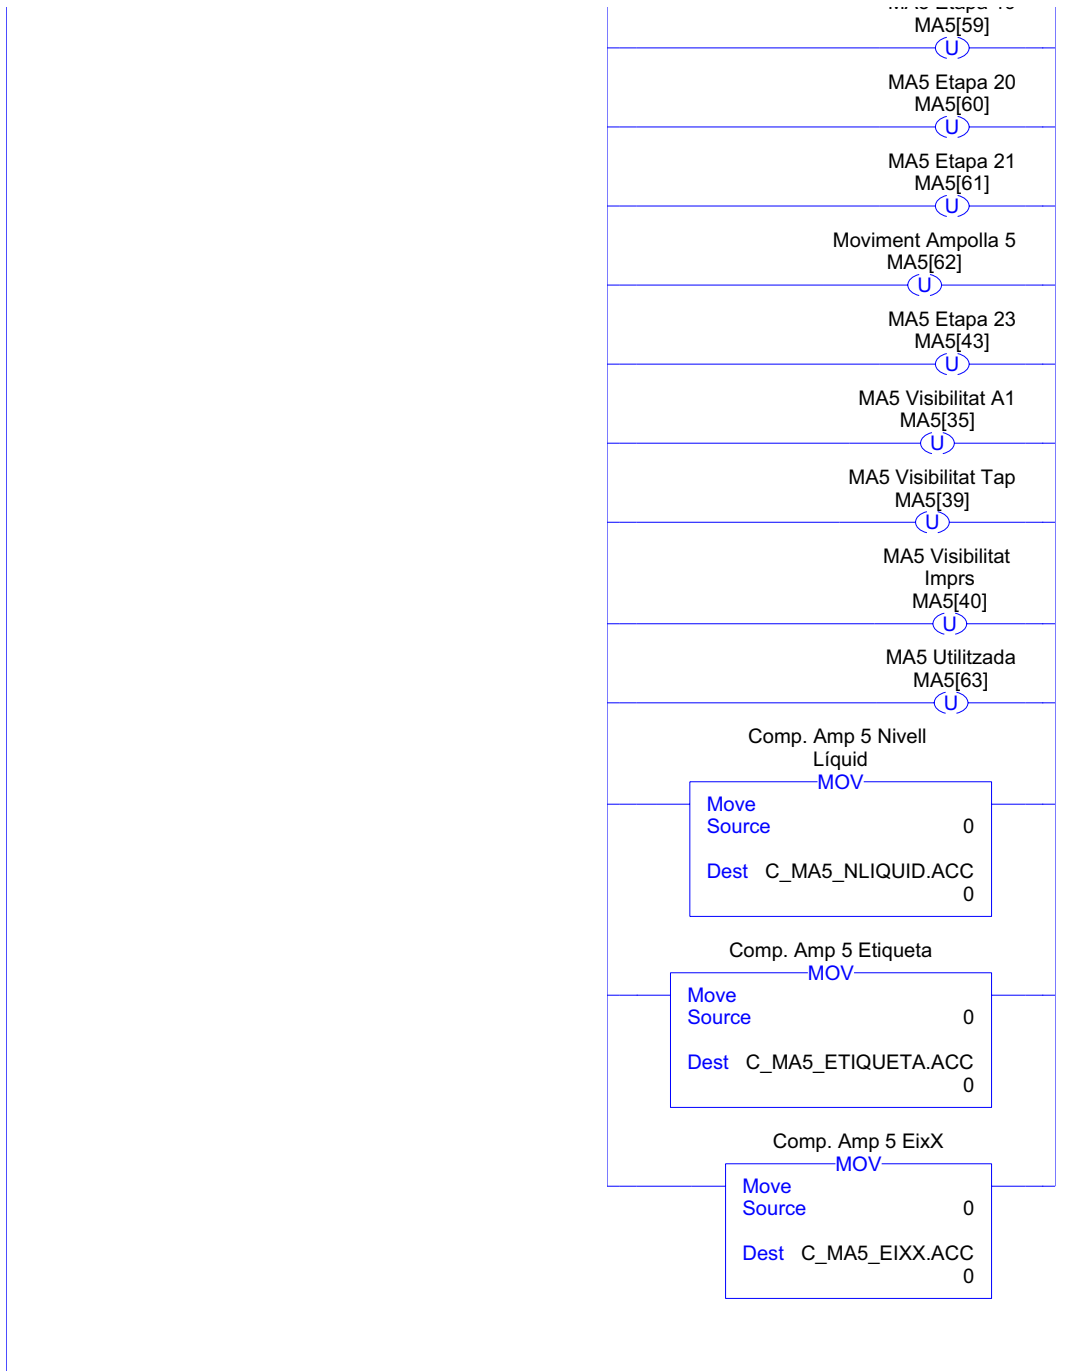 MA5[59]
U
MA5 Etapa 20
MA5[60]
U
MA5 Etapa 21
MA5[61]
U
Moviment Ampolla 5
MA5[62]
U
MA5 Etapa 23
MA5[43]
U
MA5 Visibilitat A1
MA5[35]
U
MA5 Visibilitat Tap
MA5[39]
U
MA5 Visibilitat
Imprs
MA5[40]
U
MA5 Utilitzada
MA5[63]
U
Comp. Amp 5 Nivell
Líquid
MOV
Move
Source 0
Dest C_MA5_NLIQUID.ACC
0
Comp. Amp 5 Etiqueta
MOV
Move
Source 0
Dest C_MA5_ETIQUETA.ACC
0
Comp. Amp 5 EixX
MOV
Move
Source 0
Dest C_MA5_EIXX.ACC
0